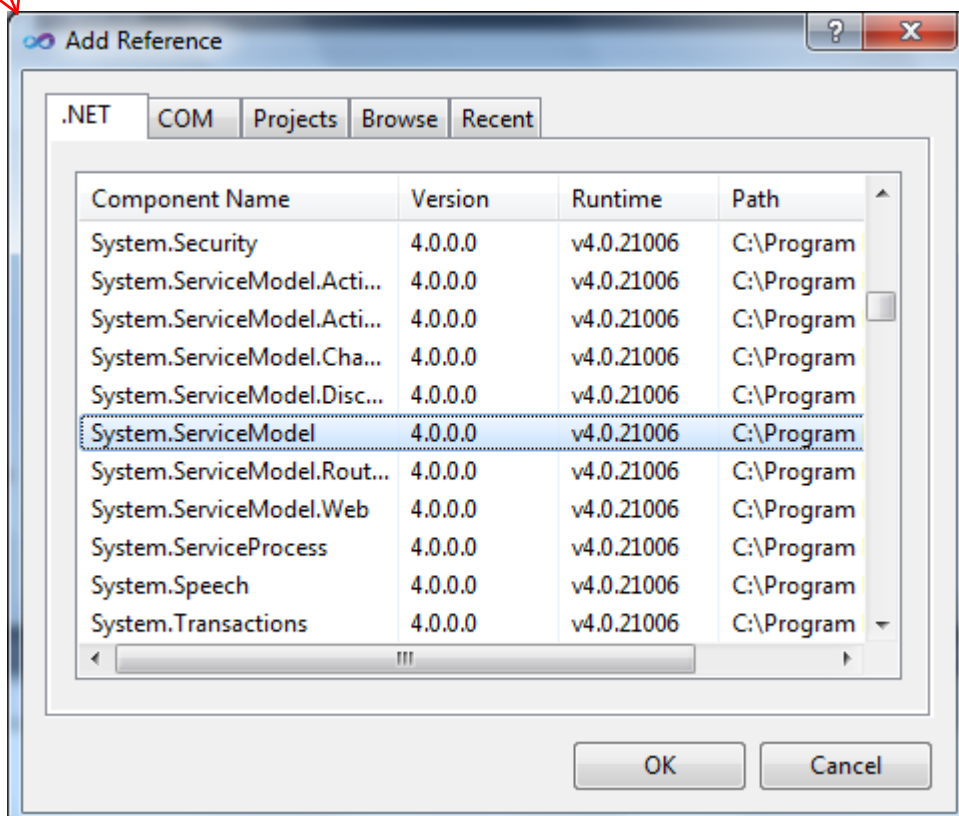 Add Reference
.NET COM Projects Browse Recent
Component Name Version Runtime Path
System.Security 4.0.0.0 v4.0.21006 C:\Program
System.ServiceModel.Acti... 4.0.0.0 v4.0.21006 C:\Program
System.ServiceModel.Acti... 4.0.0.0 v4.0.21006 C:\Program
System.ServiceModel.Cha... 4.0.0.0 v4.0.21006 C:\Program
System.ServiceModel.Disc... 4.0.0.0 v4.0.21006 C:\Program
System.ServiceModel 4.0.0.0 v4.0.21006 C:\Program
System.ServiceModel.Rout... 4.0.0.0 v4.0.21006 C:\Program
System.ServiceModel.Web 4.0.0.0 v4.0.21006 C:\Program
System.ServiceProcess 4.0.0.0 v4.0.21006 C:\Program
System.Speech 4.0.0.0 v4.0.21006 C:\Program
System.Transactions 4.0.0.0 v4.0.21006 C:\Program
OK Cancel